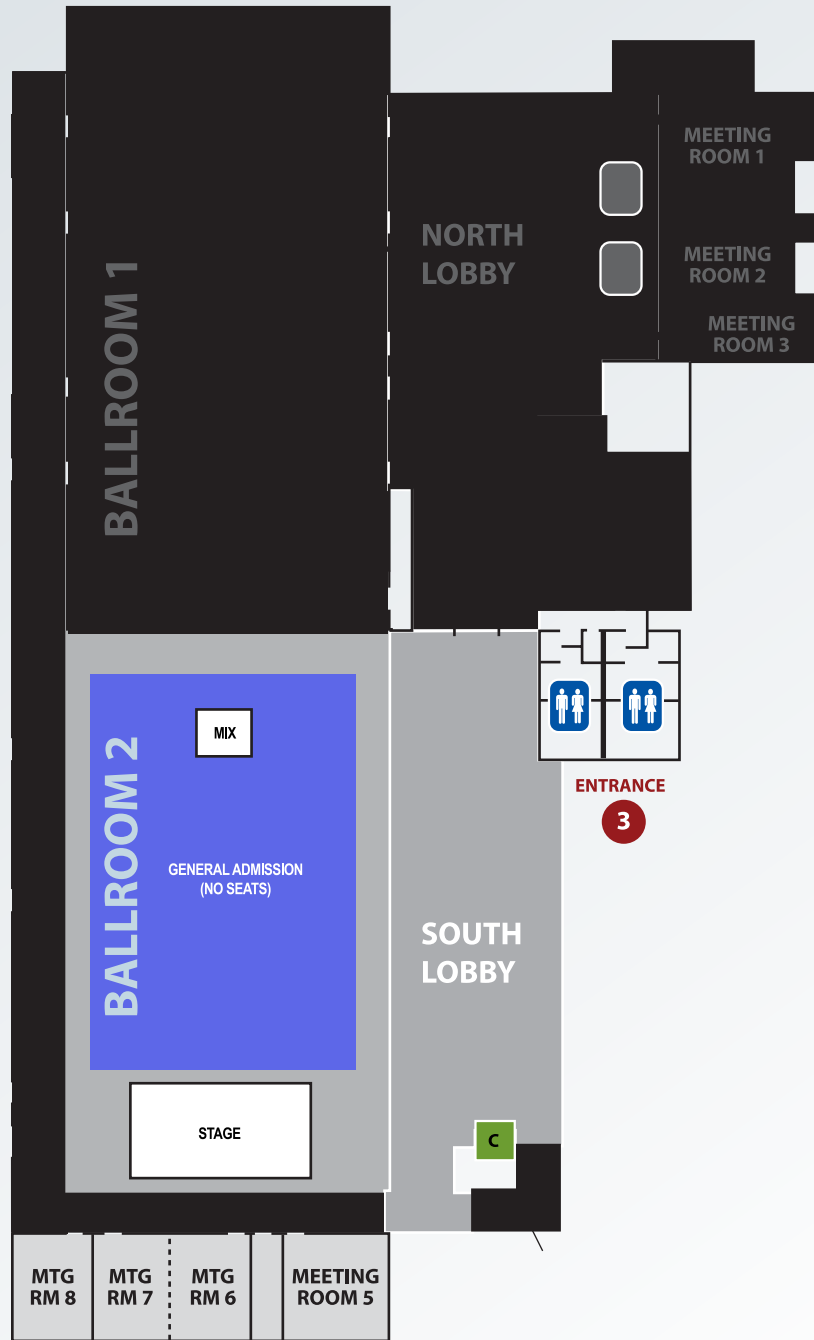 MEETING
ROOM 1
NORTH
LOBBY
MEETING
ROOM 2
MEETING
ROOM 3
BALLROOM 1
MIX
ENTRANCE
3
BALLROOM 2
GENERAL ADMISSION
(NO SEATS)
SOUTH
LOBBY
STAGE
C
MTG
RM 8
MTG
RM 7
MTG
RM 6
MEETING
ROOM 5